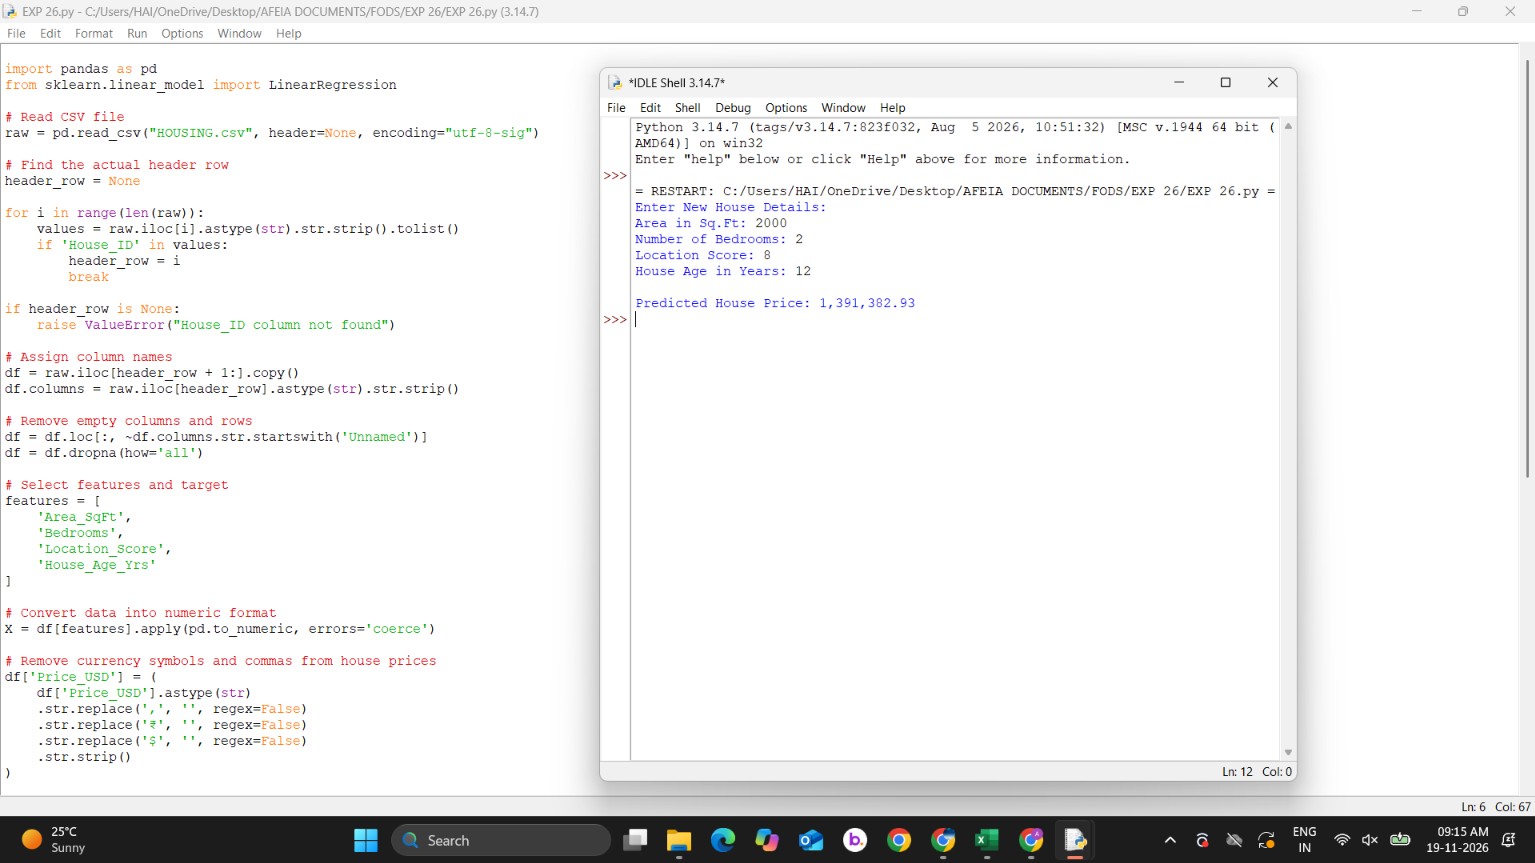 EXP 26.py - C:/Users/HAI/OneDrive/Desktop/AFEIA DOCUMENTS/FODS/EXP 26/EXP 26.py (3.14.7)
File Edit Format Run Options Window Help
import pandas as pd
from sklearn.linear_model import LinearRegression
# Read CSV file
raw = pd.read_csv("HOUSING.csv", header=None, encoding="utf-8-sig")
# Find the actual header row
header_row = None
for i in range(len(raw)):
    values = raw.iloc[i].astype(str).str.strip().tolist()
    if 'House_ID' in values:
        header_row = i
        break
if header_row is None:
    raise ValueError("House_ID column not found")
# Assign column names
df = raw.iloc[header_row + 1:].copy()
df.columns = raw.iloc[header_row].astype(str).str.strip()
# Remove empty columns and rows
df = df.loc[:, ~df.columns.str.startswith('Unnamed')]
df = df.dropna(how='all')
# Select features and target
features = [
    'Area_SqFt',
    'Bedrooms',
    'Location_Score',
    'House_Age_Yrs'
]
# Convert data into numeric format
X = df[features].apply(pd.to_numeric, errors='coerce')
# Remove currency symbols and commas from house prices
df['Price_USD'] = (
    df['Price_USD'].astype(str)
    .str.replace(',', '', regex=False)
    .str.replace('₹', '', regex=False)
    .str.replace('$', '', regex=False)
    .str.strip()
)
*IDLE Shell 3.14.7*
File Edit Shell Debug Options Window Help
Python 3.14.7 (tags/v3.14.7:823f032, Aug  5 2026, 10:51:32) [MSC v.1944 64 bit (
AMD64)] on win32
Enter "help" below or click "Help" above for more information.
>>>
= RESTART: C:/Users/HAI/OneDrive/Desktop/AFEIA DOCUMENTS/FODS/EXP 26/EXP 26.py =
Enter New House Details:
Area in Sq.Ft: 2000
Number of Bedrooms: 2
Location Score: 8
House Age in Years: 12
Predicted House Price: 1,391,382.93
>>>
Ln: 12 Col: 0
Ln: 6 Col: 67
25°C
Sunny
Search
b.
ENG
IN
09:15 AM
19-11-2026